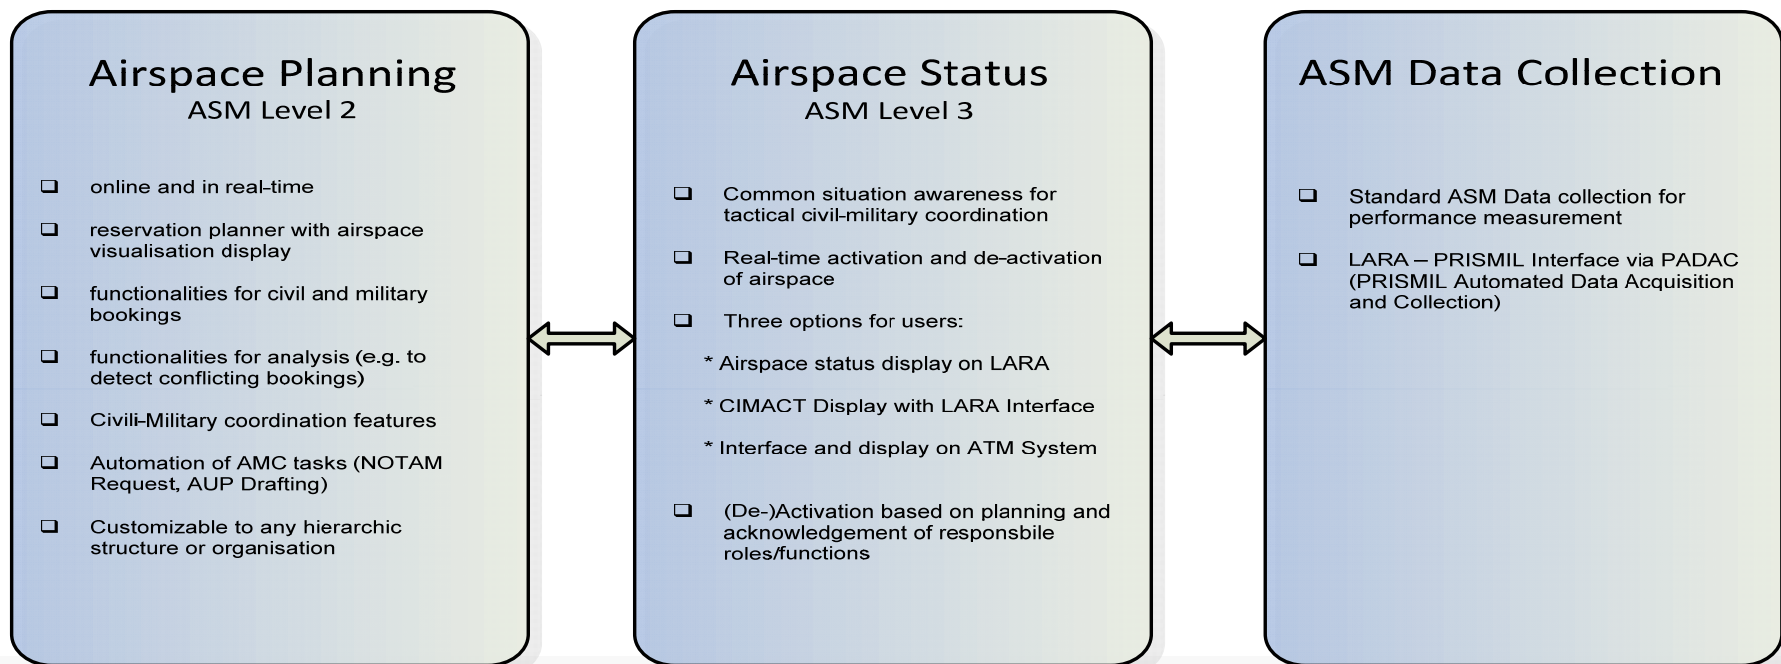 Airspace Planning
ASM Level 2
❑ online and in real-time
❑ reservation planner with airspace
visualisation display
❑ functionalities for civil and military
bookings
❑ functionalities for analysis (e.g. to
detect conflicting bookings)
❑ Civili-Military coordination features
❑ Automation of AMC tasks (NOTAM
Request, AUP Drafting)
❑ Customizable to any hierarchic
structure or organisation
Airspace Status
ASM Level 3
❑ Common situation awareness for
tactical civil-military coordination
❑ Real-time activation and de-activation
of airspace
❑ Three options for users:
* Airspace status display on LARA
* CIMACT Display with LARA Interface
* Interface and display on ATM System
❑ (De-)Activation based on planning and
acknowledgement of responsbile
roles/functions
ASM Data Collection
❑ Standard ASM Data collection for
performance measurement
❑ LARA – PRISMIL Interface via PADAC
(PRISMIL Automated Data Acquisition
and Collection)